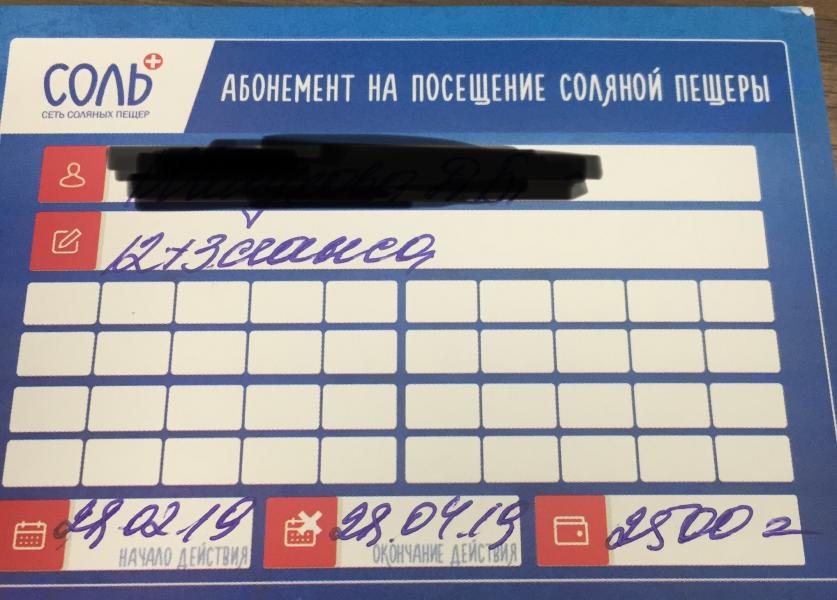 СОЛЬ
СЕТЬ СОЛЯНЫХ ПЕЩЕР
АБОНЕМЕНТ НА ПОСЕЩЕНИЕ СОЛЯНОЙ ПЕЩЕРЫ
12+3 сеанса
28.02.19
НАЧАЛО ДЕЙСТВИЯ
28.04.19
ОКОНЧАНИЕ ДЕЙСТВИЯ
2500=